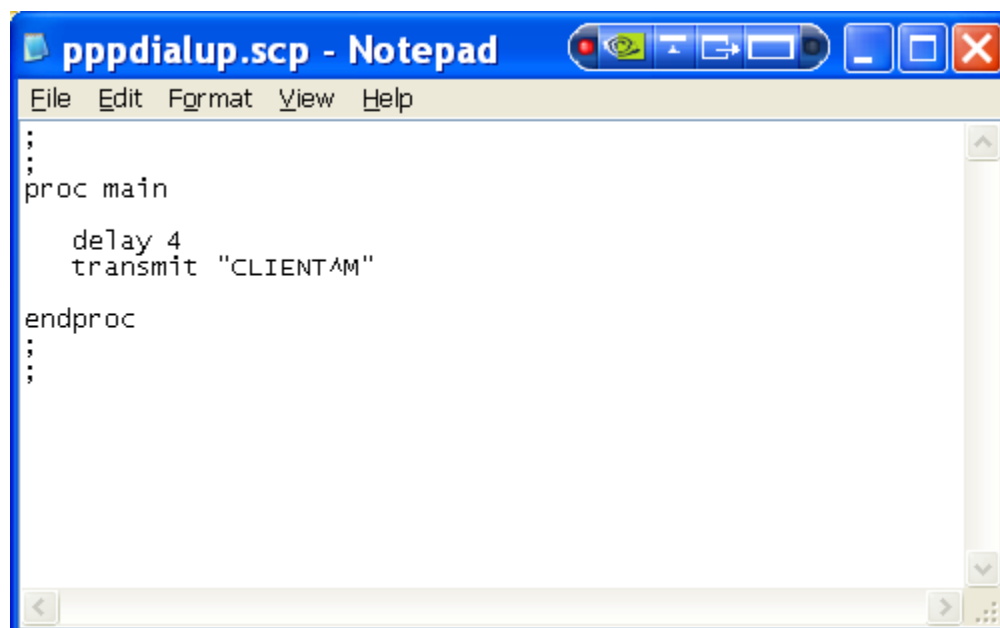 pppdialup.scp - Notepad
File Edit Format View Help
;
;
proc main
delay 4
transmit "CLIENT^M"
endproc
;
;